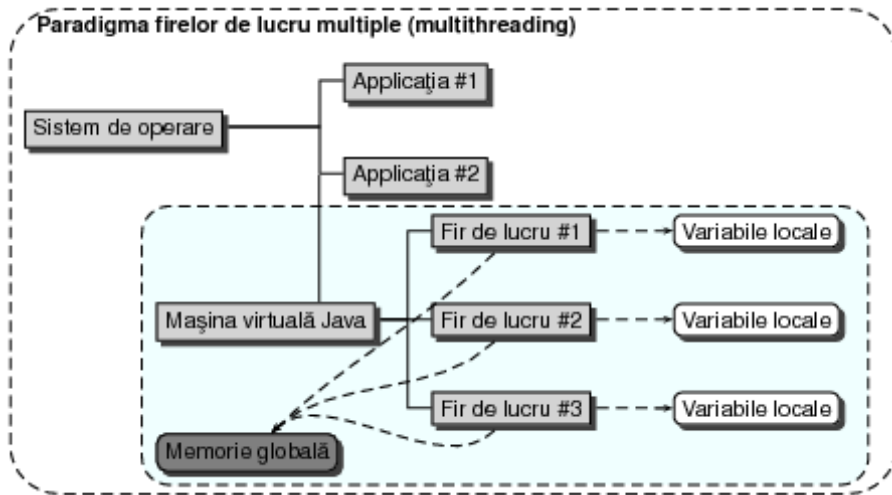 Paradigma firelor de lucru multiple (multithreading)
Applicaţia #1
Sistem de operare
Applicaţia #2
Fir de lucru #1
Variabile locale
Maşina virtuală Java
Fir de lucru #2
Variabile locale
Fir de lucru #3
Variabile locale
Memorie globală